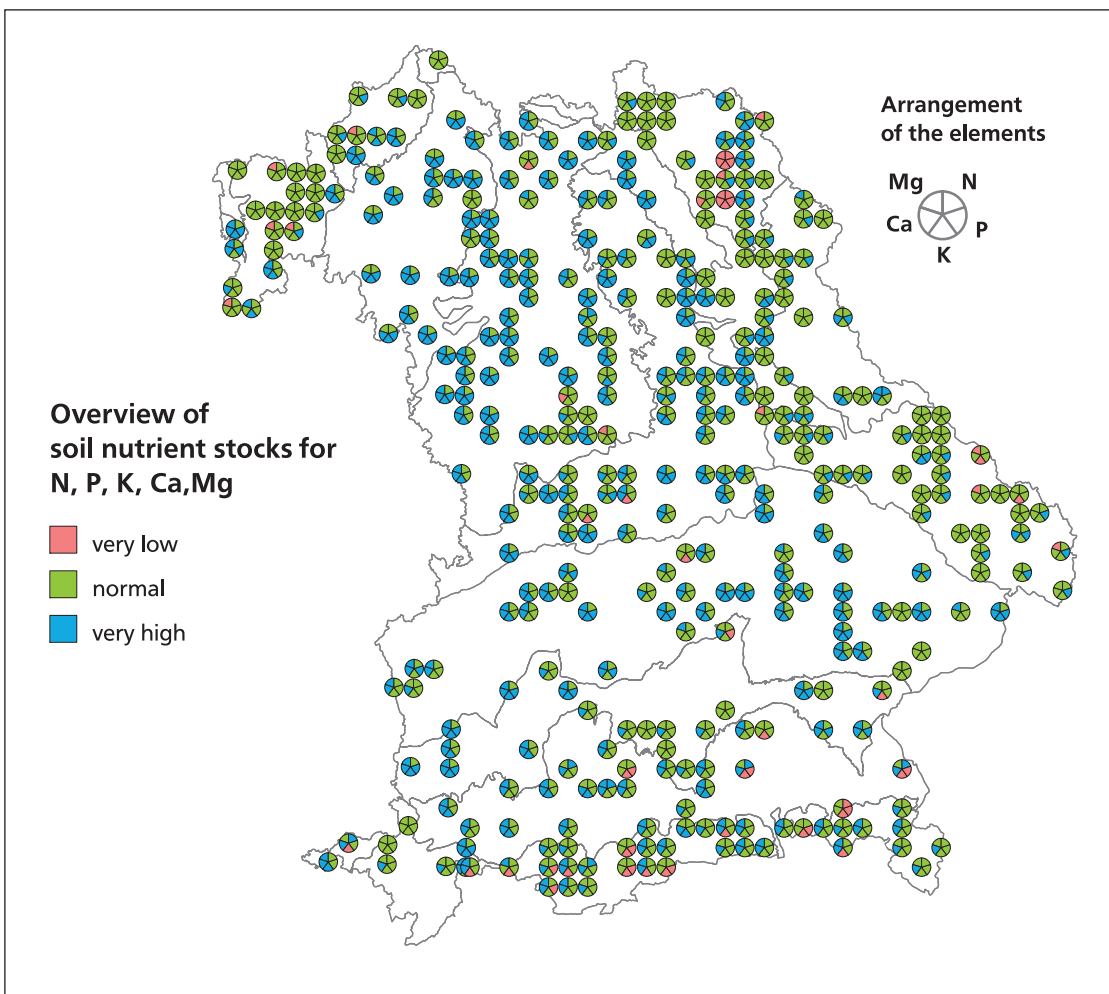 Arrangement
of the elements
Mg N
Ca P
K
Overview of
soil nutrient stocks for
N, P, K, Ca,Mg
very low
normal
very high